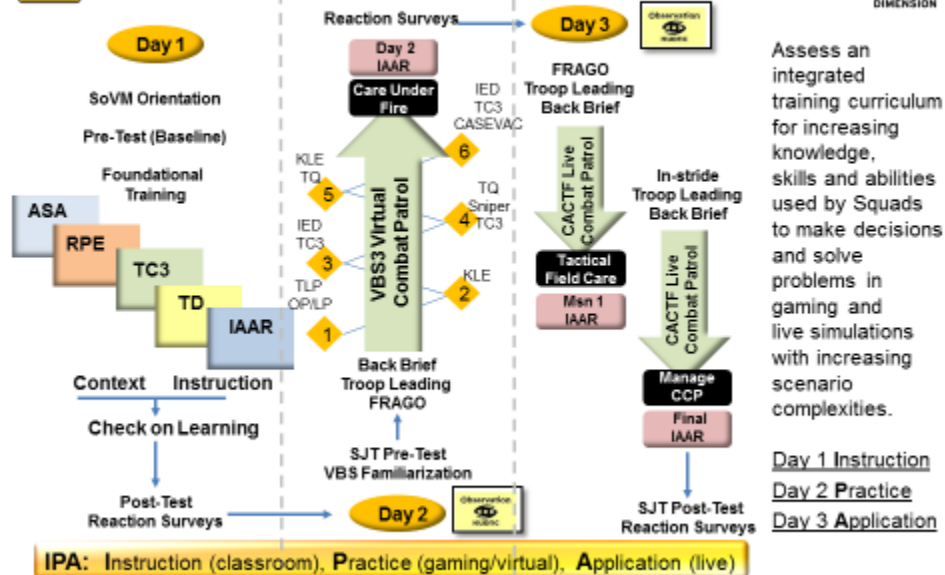 DIMENSION
Day 1
SoVM Orientation
Pre-Test (Baseline)
Foundational
Training
ASA
RPE
TC3
TD
IAAR
Context Instruction
Check on Learning
Post-Test
Reaction Surveys
Reaction Surveys
Day 2
IAAR
Care Under
Fire
VBS3 Virtual
Combat Patrol
IED
TC3
CASEVAC
6
KLE
TQ
5
TQ
Sniper
TC3
4
IED
TC3
3
KLE
2
TLP
OP/LP
1
Back Brief
Troop Leading
FRAGO
SJT Pre-Test
VBS Familiarization
Day 2
Observation
RUBRIC
Day 3
Observation
RUBRIC
FRAGO
Troop Leading
Back Brief
CACTF Live
Combat Patrol
Tactical
Field Care
Msn 1
IAAR
In-stride
Troop Leading
Back Brief
CACTF Live
Combat Patrol
Manage
CCP
Final
IAAR
SJT Post-Test
Reaction Surveys
Assess an
integrated
training curriculum
for increasing
knowledge,
skills and abilities
used by Squads
to make decisions
and solve
problems in
gaming and
live simulations
with increasing
scenario
complexities.
Day 1 Instruction
Day 2 Practice
Day 3 Application
IPA: Instruction (classroom), Practice (gaming/virtual), Application (live)